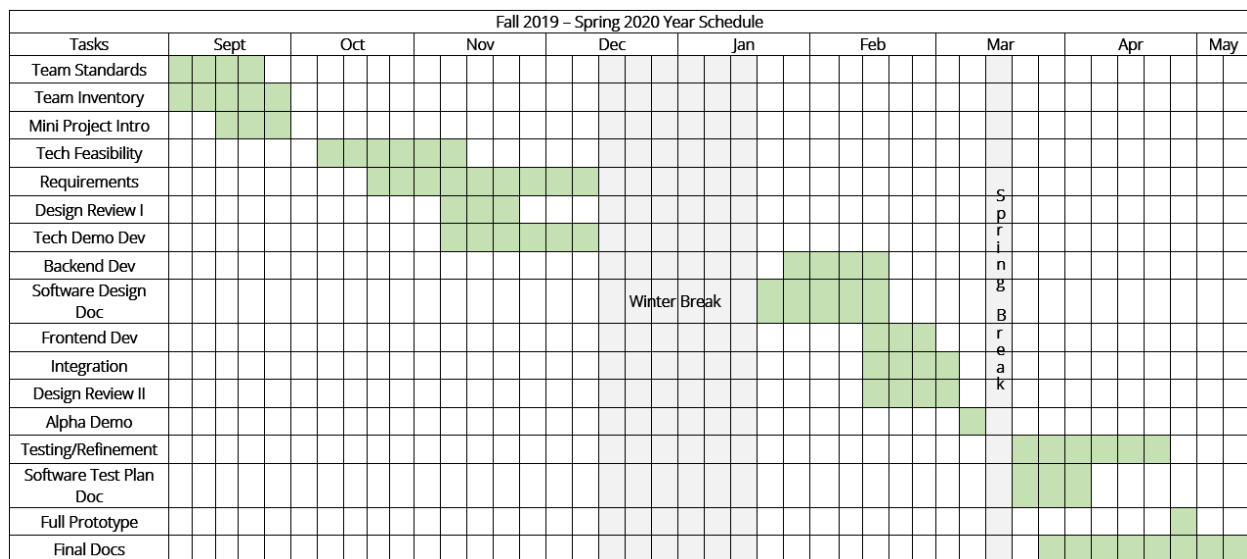 Fall 2019 – Spring 2020 Year Schedule
Tasks Sept Oct Nov Dec Jan Feb Mar Apr May
Team Standards
Team Inventory
Mini Project Intro
Tech Feasibility
Requirements
Design Review I
Tech Demo Dev
Backend Dev
Software Design
Doc
Winter Break
Frontend Dev
Integration
Design Review II
Spring Break
Alpha Demo
Testing/Refinement
Software Test Plan
Doc
Full Prototype
Final Docs